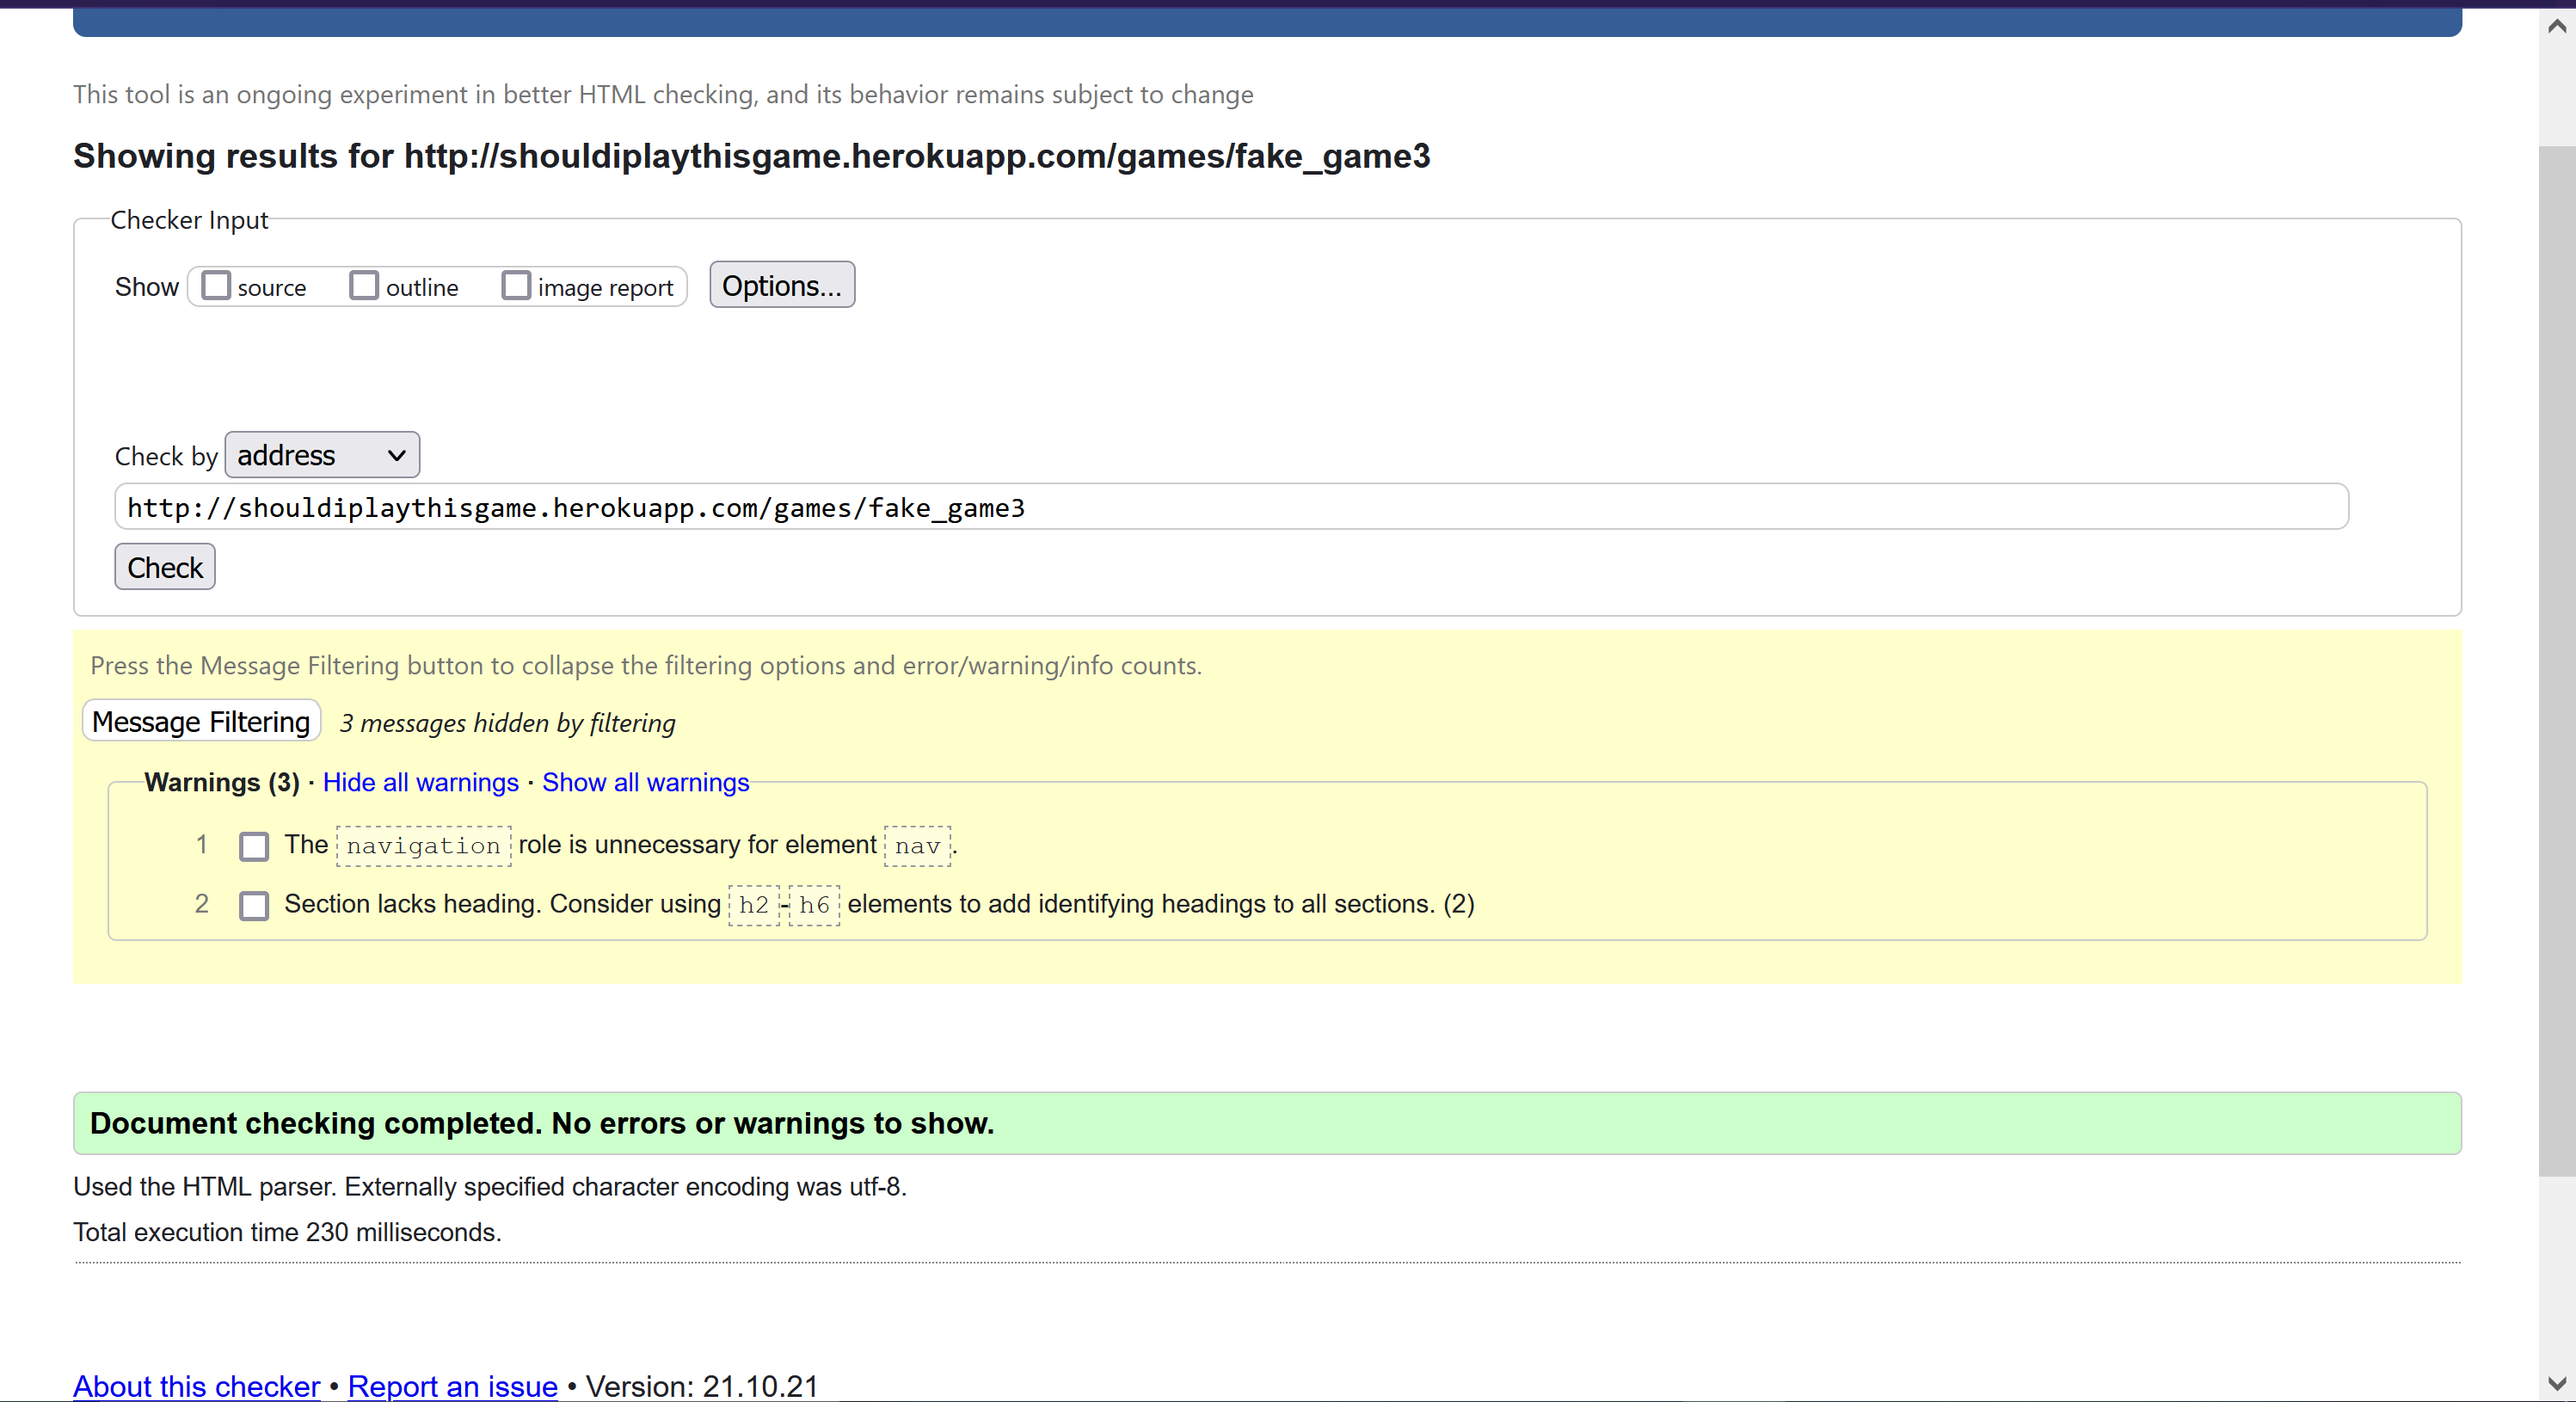 This tool is an ongoing experiment in better HTML checking, and its behavior remains subject to change
Showing results for http://shouldiplaythisgame.herokuapp.com/games/fake_game3
Checker Input
Show source outline image report Options...
Check by address
http://shouldiplaythisgame.herokuapp.com/games/fake_game3
Check
Press the Message Filtering button to collapse the filtering options and error/warning/info counts.
Message Filtering 3 messages hidden by filtering
Warnings (3) · Hide all warnings · Show all warnings
1 The navigation role is unnecessary for element nav.
2 Section lacks heading. Consider using h2-h6 elements to add identifying headings to all sections. (2)
Document checking completed. No errors or warnings to show.
Used the HTML parser. Externally specified character encoding was utf-8.
Total execution time 230 milliseconds.
About this checker • Report an issue • Version: 21.10.21